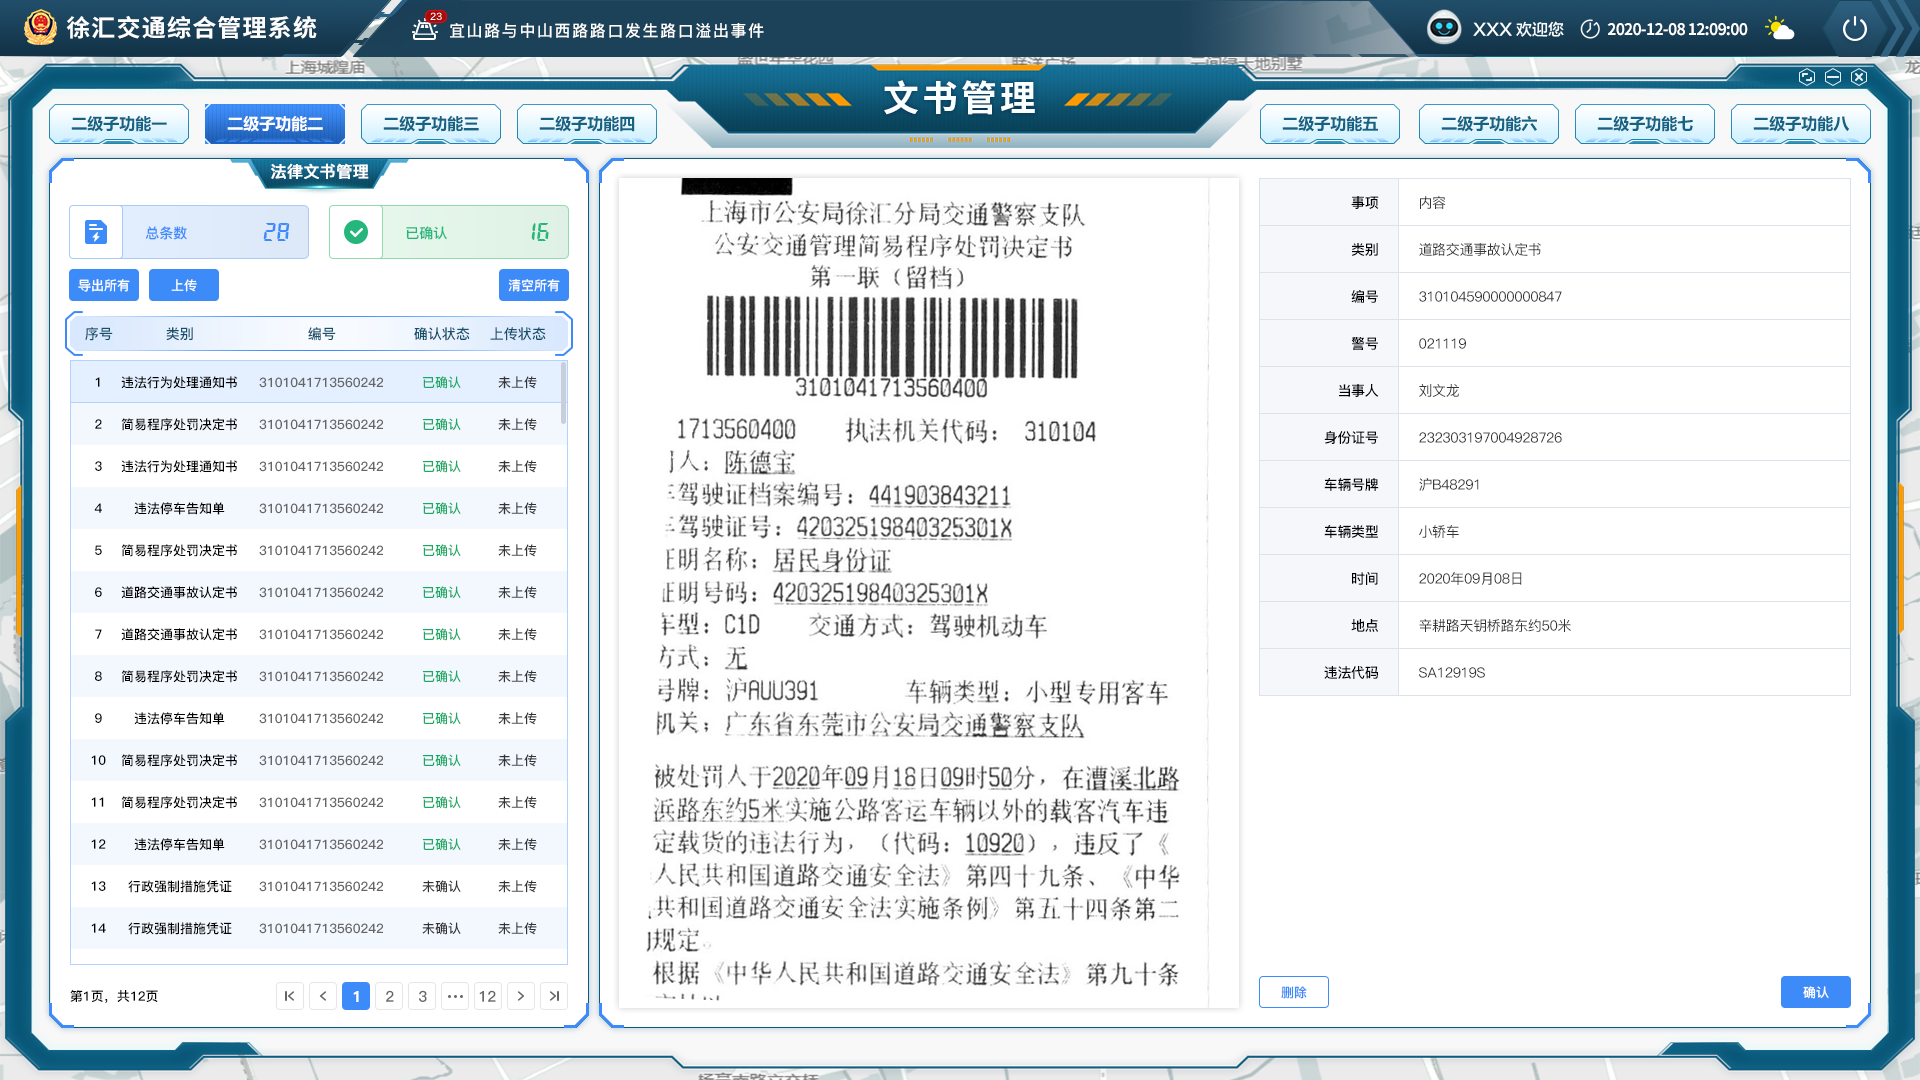 徐汇交通综合管理系统
23
宜山路与中山西路路口发生路口溢出事件
XXX 欢迎您
2020-12-08 12:09:00
上海城隍庙
文书管理
二级子功能一
二级子功能二
二级子功能三
二级子功能四
二级子功能五
二级子功能六
二级子功能七
二级子功能八
法律文书管理
总条数 28
已确认 16
导出所有
上传
清空所有
序号 类别 编号 确认状态 上传状态
1 违法行为处理通知书 3101041713560242 已确认 未上传
2 简易程序处罚决定书 3101041713560242 已确认 未上传
3 违法行为处理通知书 3101041713560242 已确认 未上传
4 违法停车告知单 3101041713560242 已确认 未上传
5 简易程序处罚决定书 3101041713560242 已确认 未上传
6 道路交通事故认定书 3101041713560242 已确认 未上传
7 道路交通事故认定书 3101041713560242 已确认 未上传
8 简易程序处罚决定书 3101041713560242 已确认 未上传
9 违法停车告知单 3101041713560242 已确认 未上传
10 简易程序处罚决定书 3101041713560242 已确认 未上传
11 简易程序处罚决定书 3101041713560242 已确认 未上传
12 违法停车告知单 3101041713560242 已确认 未上传
13 行政强制措施凭证 3101041713560242 未确认 未上传
14 行政强制措施凭证 3101041713560242 未确认 未上传
第1页，共12页
1 2 3 ··· 12
上海市公安局徐汇分局交通警察支队
公安交通管理简易程序处罚决定书
第一联（留档）
3101041713560400
1713560400 执法机关代码： 310104
人：陈德宝
驾驶证档案编号：441903843211
驾驶证号：42032519840325301X
明名称：居民身份证
明号码：42032519840325301X
车型：C1D 交通方式：驾驶机动车
方式：无
号牌：沪AUU391 车辆类型：小型专用客车
机关：广东省东莞市公安局交通警察支队
被处罚人于2020年09月18日09时50分，在漕溪北路
浜路东约5米实施公路客运车辆以外的载客汽车违
定载货的违法行为，（代码：10920），违反了《
人民共和国道路交通安全法》第四十九条、《中华
共和国道路交通安全法实施条例》第五十四条第二
规定。
根据《中华人民共和国道路交通安全法》第九十条
事项 内容
类别 道路交通事故认定书
编号 310104590000000847
警号 021119
当事人 刘文龙
身份证号 232303197004928726
车辆号牌 沪B48291
车辆类型 小轿车
时间 2020年09月08日
地点 辛耕路天钥桥路东约50米
违法代码 SA12919S
删除
确认